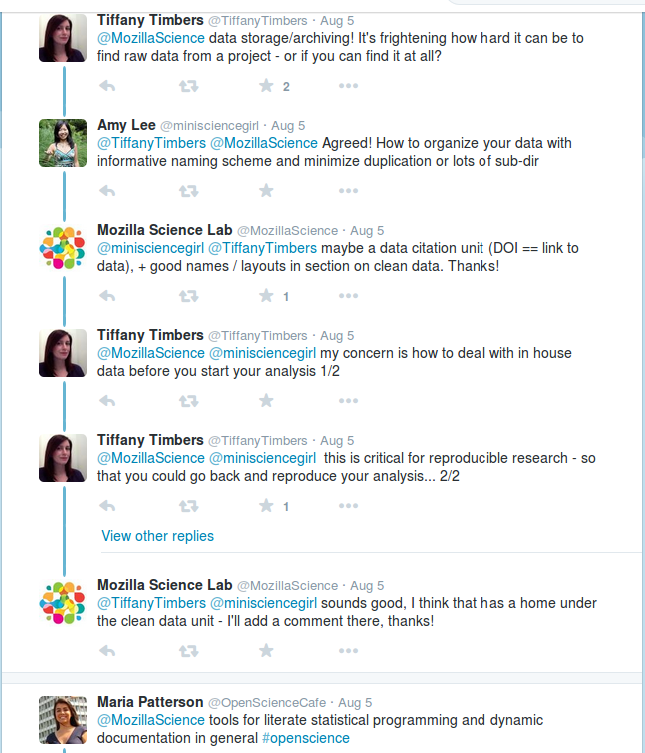 Tiffany Timbers @TiffanyTimbers · Aug 5
@MozillaScience data storage/archiving! It's frightening how hard it can be to
find raw data from a project - or if you can find it at all?
2
Amy Lee @minisciencegirl · Aug 5
@TiffanyTimbers @MozillaScience Agreed! How to organize your data with
informative naming scheme and minimize duplication or lots of sub-dir
Mozilla Science Lab @MozillaScience · Aug 5
@minisciencegirl @TiffanyTimbers maybe a data citation unit (DOI == link to
data), + good names / layouts in section on clean data. Thanks!
1
Tiffany Timbers @TiffanyTimbers · Aug 5
@MozillaScience @minisciencegirl my concern is how to deal with in house
data before you start your analysis 1/2
Tiffany Timbers @TiffanyTimbers · Aug 5
@MozillaScience @minisciencegirl this is critical for reproducible research - so
that you could go back and reproduce your analysis... 2/2
1
View other replies
Mozilla Science Lab @MozillaScience · Aug 5
@TiffanyTimbers @minisciencegirl sounds good, I think that has a home under
the clean data unit - I'll add a comment there, thanks!
Maria Patterson @OpenScienceCafe · Aug 5
@MozillaScience tools for literate statistical programming and dynamic
documentation in general #openscience